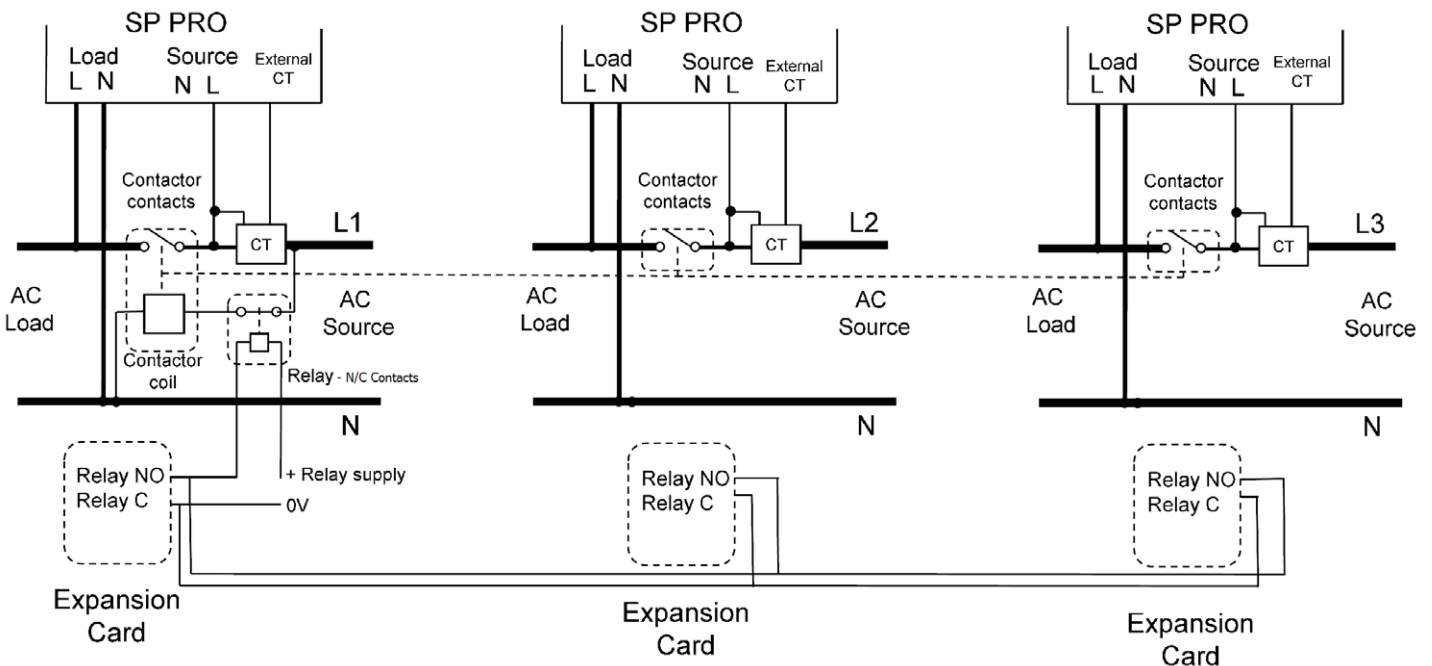 SP PRO
Load Source External
CT
L N N L
Contactor
contacts
L1
CT
AC
Load
AC
Source
Contactor
coil
Relay - N/C Contacts
N
Relay NO
Relay C
+ Relay supply
0V
Expansion
Card
SP PRO
Load Source External
CT
L N N L
Contactor
contacts
L2
CT
AC
Load
AC
Source
N
Relay NO
Relay C
Expansion
Card
SP PRO
Load Source External
CT
L N N L
Contactor
contacts
L3
CT
AC
Load
AC
Source
N
Relay NO
Relay C
Expansion
Card